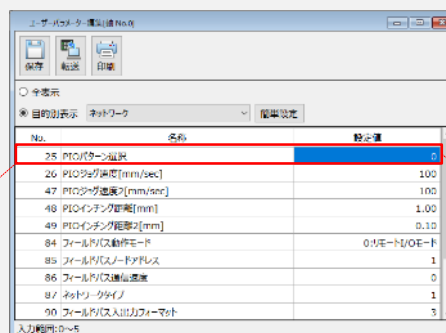 ユーザーパラメーター編集(軸 No.0)
保存 転送 印刷
全表示
目的別表示 ネットワーク 簡単設定
No. 名称 設定値
25 PIOパターン選択 0
26 PIOジョグ速度[mm/sec] 100
47 PIOジョグ速度2[mm/sec] 100
48 PIOインチング距離[mm] 1.00
49 PIOインチング距離2[mm] 0.10
84 フィールドバス動作モード 0:リモートI/Oモード
85 フィールドバスノードアドレス 1
86 フィールドバス通信速度 0
87 ネットワークタイプ 1
90 フィールドバス入出力フォーマット 3
入力範囲:0~5